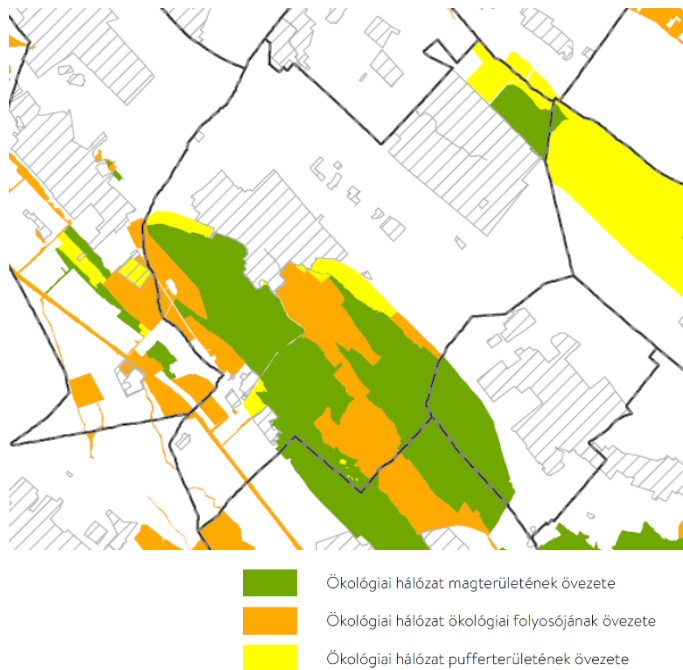 Ökológiai hálózat magterületének övezete
Ökológiai hálózat ökológiai folyosójának övezete
Ökológiai hálózat pufferterületének övezete